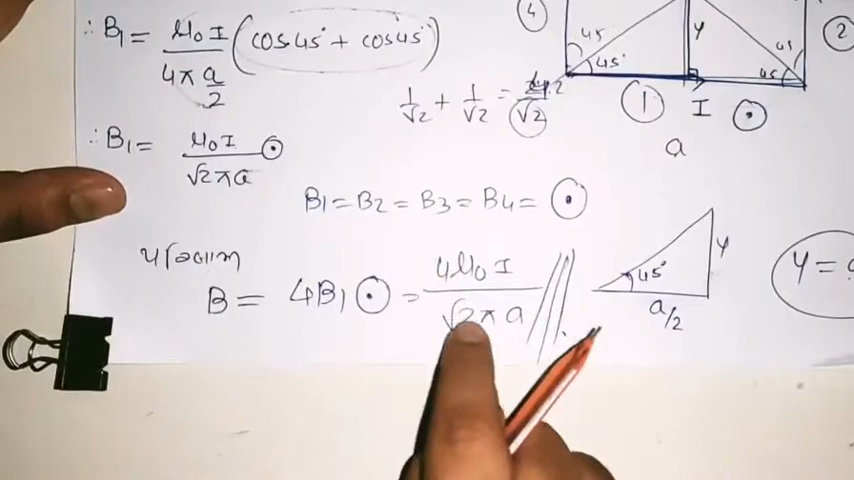 ∴ B₁ = μ₀I / 4π a/2 (cos45° + cos45°)
1/√2 + 1/√2 = 2/√2
∴ B₁ = μ₀I / √2πa ⊙
B₁ = B₂ = B₃ = B₄ = ⊙
B = 4B₁ ⊙ = 4μ₀I / √2πa
4
45
45°
y
45
45
2
1
I ⊙
a
45°
y
a/2
y =